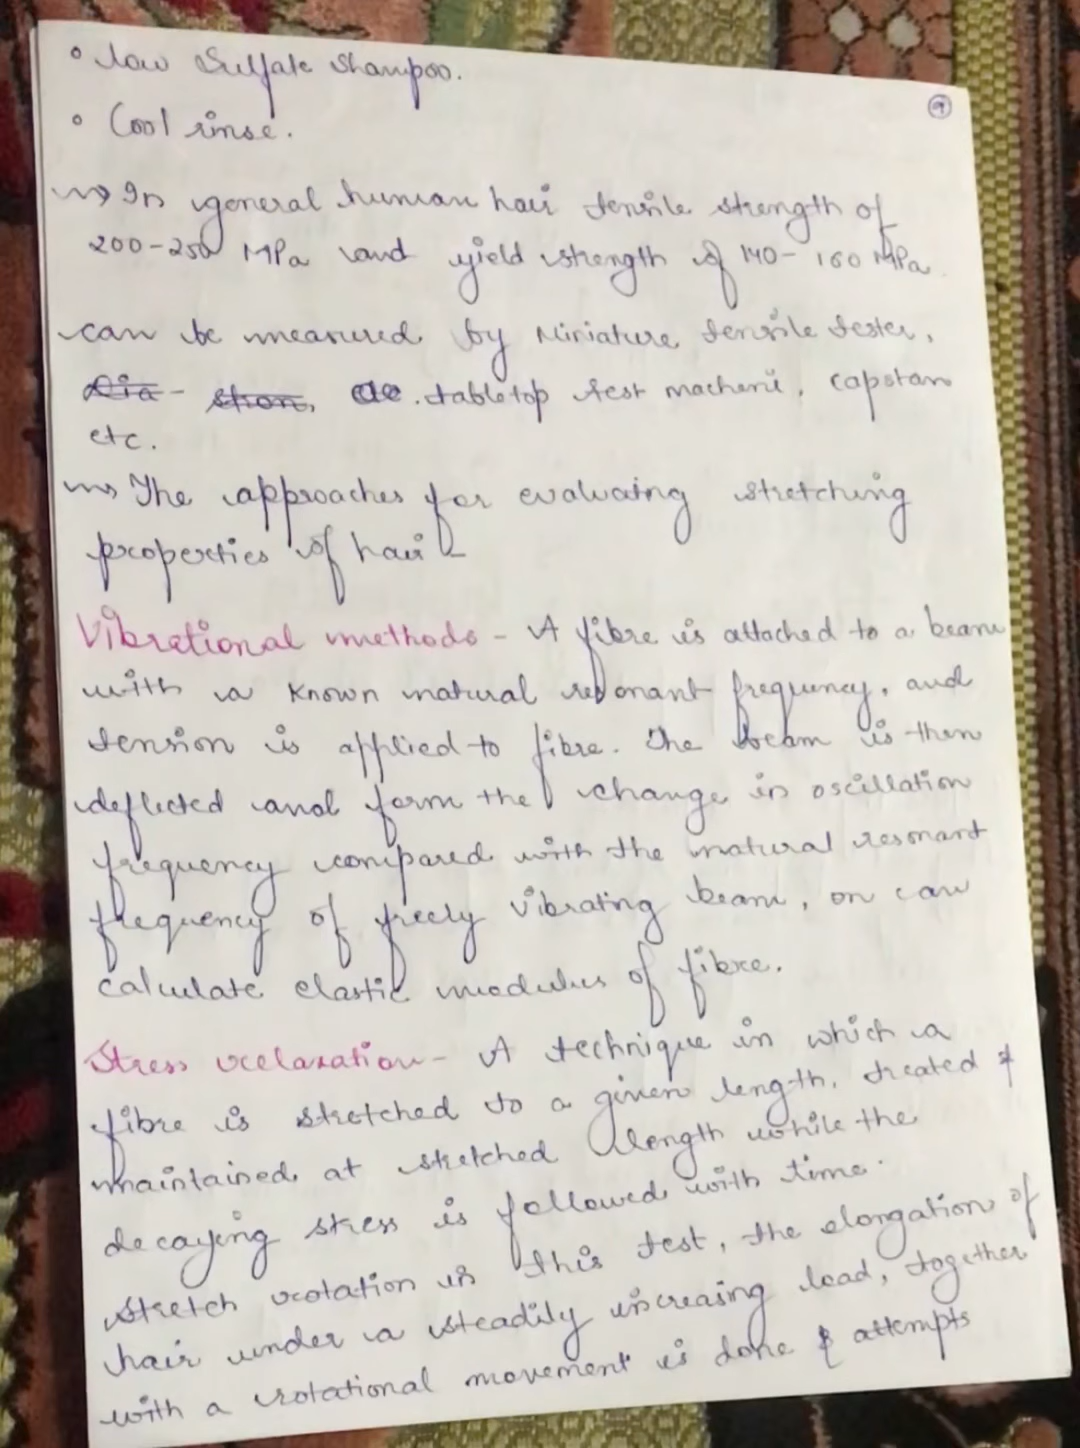 ° low Sulfate Shampoo.
9
° Cool rinse.
In general human hair tensile strength of
200-250 MPa and yield strength of 140-160 MPa.
can be measured by Miniature tensile tester,
tabletop test machene, capstan
etc.
The approaches for evaluating stretching
properties of hair
Vibrational methods - A fibre is attached to a beam
with a known natural resonant frequency, and
tension is applied to fibre. The beam is then
deflected and form the change in oscillation
frequency compared with the natural resonant
frequency of freely vibrating beam, on can
calculate elastic modulus of fibre.
Stress relaxation - A technique in which a
fibre is stretched to a given length, treated &
maintained at stretched length while the
decaying stress is followed with time.
stretch rotation in this test, the elongation of
hair under a steadily increasing load, together
with a rotational movement is done & attempts